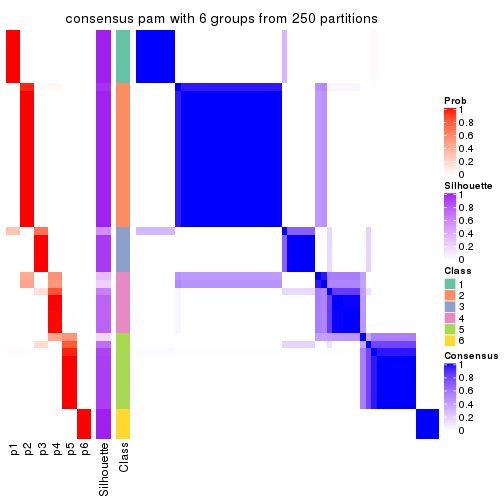 consensus pam with 6 groups from 250 partitions
Prob
1
0.8
0.6
0.4
0.2
0
Silhouette
1
0.8
0.6
0.4
0.2
0
Class
1
2
3
4
5
6
Consensus
1
0.8
0.6
0.4
0.2
0
p1
p2
p3
p4
p5
p6
Silhouette
Class